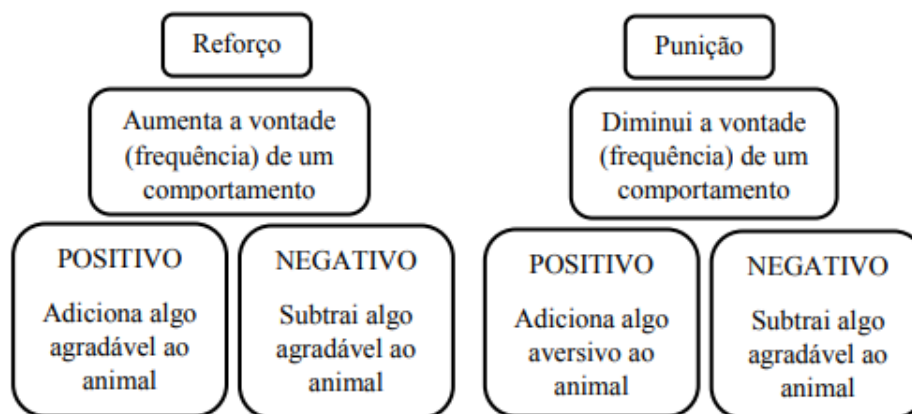 Reforço
Aumenta a vontade
(frequência) de um
comportamento
POSITIVO
Adiciona algo
agradável ao
animal
NEGATIVO
Subtrai algo
agradável ao
animal
Punição
Diminui a vontade
(frequência) de um
comportamento
POSITIVO
Adiciona algo
aversivo ao
animal
NEGATIVO
Subtrai algo
agradável ao
animal